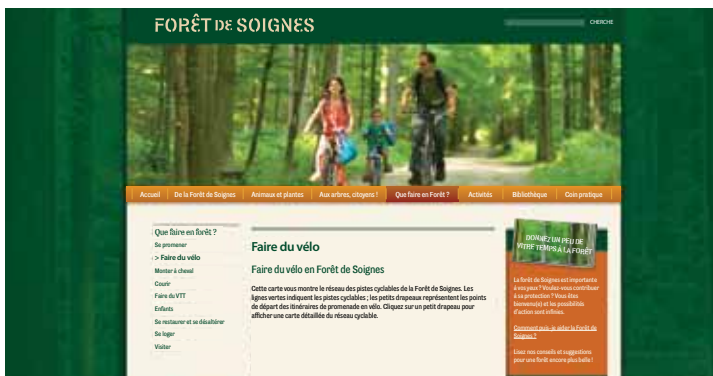 FORÊT DE SOIGNES
CHERCHE
Accueil De la Forêt de Soignes Animaux et plantes Aux arbres, citoyens ! Que faire en Forêt ? Activités Bibliothèque Coin pratique
Que faire en forêt ?
Se promener
> Faire du vélo
Monter à cheval
Courir
Faire du VTT
Enfants
Se restaurer et se désaltérer
Se loger
Visiter
Faire du vélo
Faire du vélo en Forêt de Soignes
Cette carte vous montre le réseau des pistes cyclables de la Forêt de Soignes. Les
lignes vertes indiquent les pistes cyclables ; les petits drapeaux représentent les points
de départ des itinéraires de promenade en vélo. Cliquez sur un petit drapeau pour
afficher une carte détaillée du réseau cyclable.
DONNEZ UN PEU DE
VITRE TEMPS À LA FORÊT
La forêt de Soignes est importante
à vos yeux ? Voulez-vous contribuer
à sa protection ? Vous êtes
bienvenu(e) et les possibilités
d'action sont infinies.
Comment puis-je aider la Forêt de
Soignes ?
Lisez nos conseils et suggestions
pour une forêt encore plus belle !